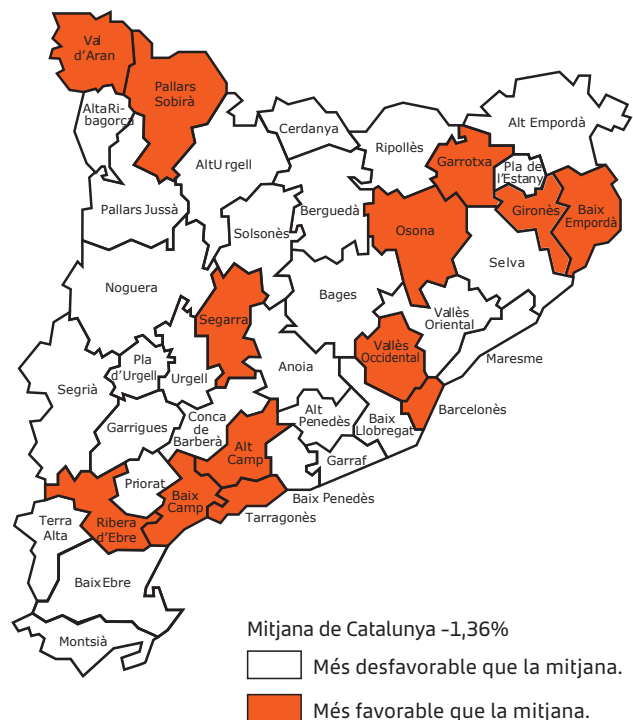 Val
d'Aran
Pallars
Sobirà
AltaRi-
bagorça
Cerdanya
Alt Empordà
Ripollès
Garrotxa
Pla de
l'Estany
AltUrgell
Pallars Jussà
Berguedà
Gironès
Baix
Empordà
Solsonès
Osona
Selva
Noguera
Bages
Segarra
Vallès
Oriental
Vallès
Occidental
Maresme
Pla
d'Urgell
Urgell
Anoia
Segrià
Barcelonès
Garrigues
Conca
de
Barberà
Alt
Penedès
Baix
Llobregat
Alt
Camp
Garraf
Priorat
Baix
Camp
Baix Penedès
Tarragonès
Terra
Alta
Ribera
d'Ebre
BaixEbre
Montsià
Mitjana de Catalunya -1,36%
Més desfavorable que la mitjana.
Més favorable que la mitjana.